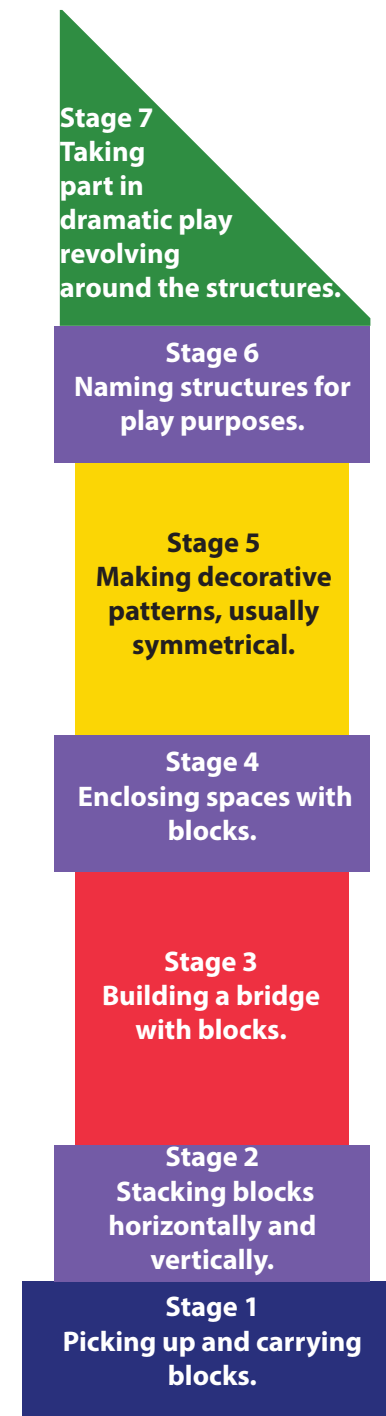 Stage 7
Taking
part in
dramatic play
revolving
around the structures.
Stage 6
Naming structures for
play purposes.
Stage 5
Making decorative
patterns, usually
symmetrical.
Stage 4
Enclosing spaces with
blocks.
Stage 3
Building a bridge
with blocks.
Stage 2
Stacking blocks
horizontally and
vertically.
Stage 1
Picking up and carrying
blocks.